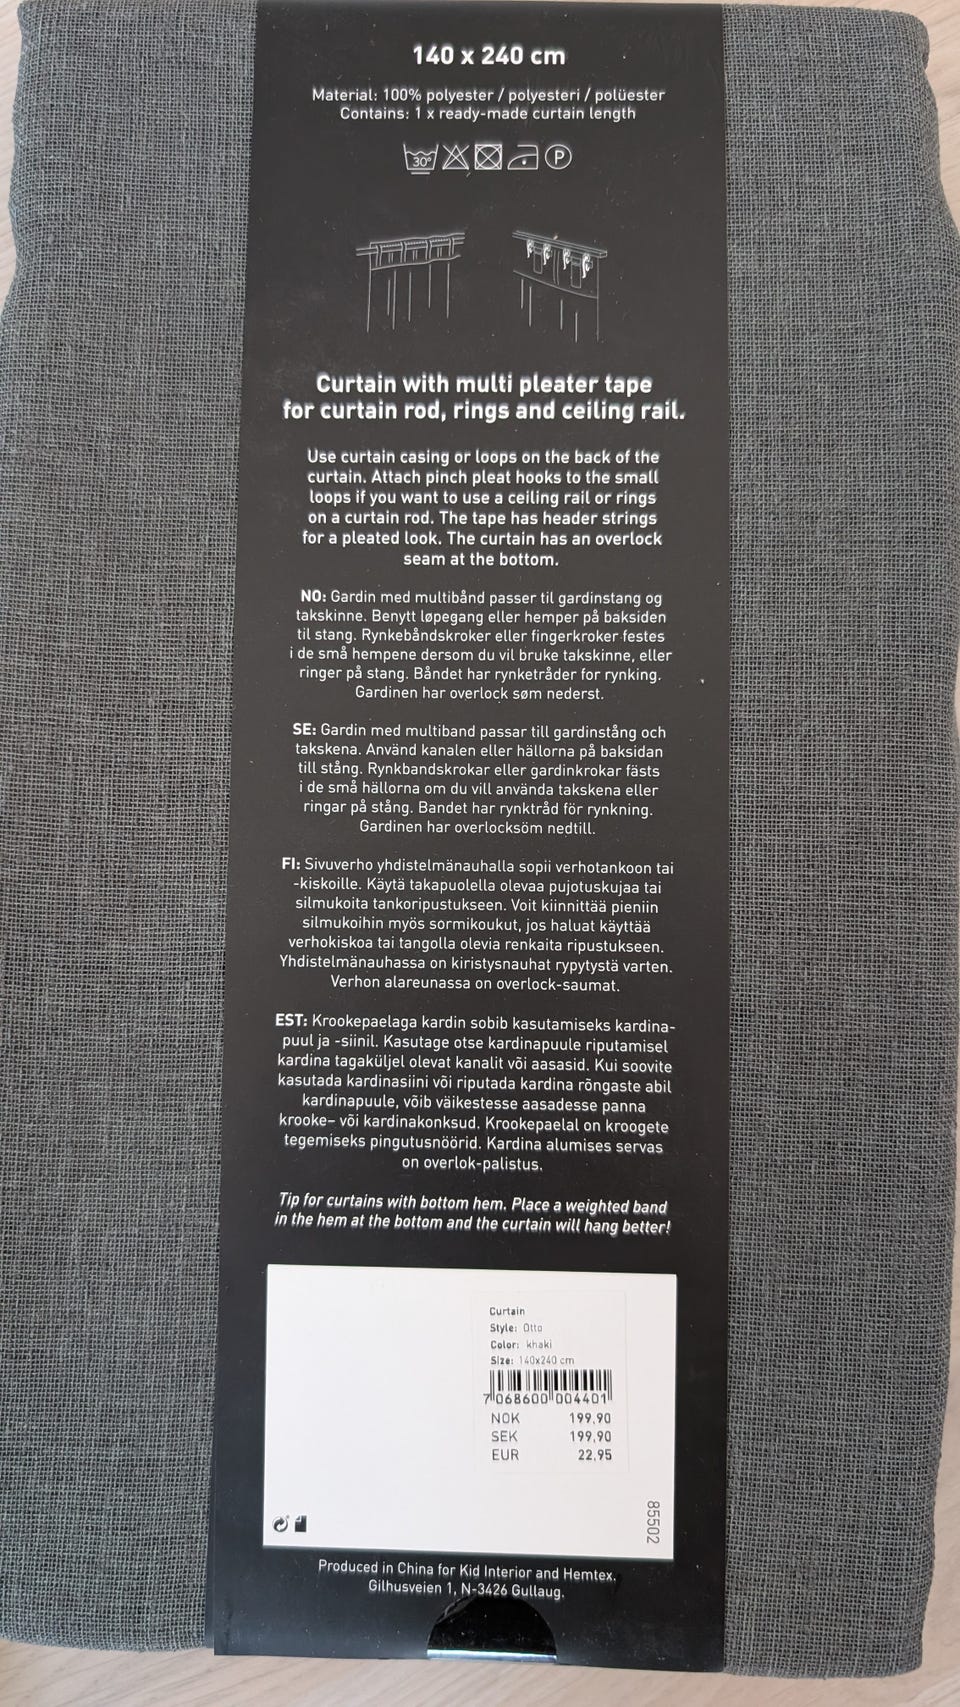 140 x 240 cm
Material: 100% polyester / polyesteri / polüester
Contains: 1 x ready-made curtain length
30°
P
Curtain with multi pleater tape
for curtain rod, rings and ceiling rail.
Use curtain casing or loops on the back of the
curtain. Attach pinch pleat hooks to the small
loops if you want to use a ceiling rail or rings
on a curtain rod. The tape has header strings
for a pleated look. The curtain has an overlock
seam at the bottom.
NO: Gardin med multibånd passer til gardinstang og
takskinne. Benytt løpegang eller hemper på baksiden
til stang. Rynkebåndskroker eller fingerkroker festes
i de små hempene dersom du vil bruke takskinne, eller
ringer på stang. Båndet har rynketråder for rynking.
Gardinen har overlock søm nederst.
SE: Gardin med multiband passar till gardinstång och
takskena. Använd kanalen eller hällorna på baksidan
till stång. Rynkbandskrokar eller gardinkrokar fästs
i de små hällorna om du vill använda takskena eller
ringar på stång. Bandet har rynktråd för rynkning.
Gardinen har overlocksöm nedtill.
FI: Sivuverho yhdistelmänauhalla sopii verhotankoon tai
-kiskoille. Käytä takapuolella olevaa pujotuskujaa tai
silmukoita tankoripustukseen. Voit kiinnittää pieniin
silmukoihin myös sormikoukut, jos haluat käyttää
verhokiskoa tai tangolla olevia renkaita ripustukseen.
Yhdistelmänauhassa on kiristysnauhat rypytystä varten.
Verhon alareunassa on overlock-saumat.
EST: Krookepaelaga kardin sobib kasutamiseks kardina-
puul ja -siinil. Kasutage otse kardinapuule riputamisel
kardina tagaküljel olevat kanalit või aasasid. Kui soovite
kasutada kardinasiini või riputada kardina rõngaste abil
kardinapuule, võib väikestesse aasadesse panna
krooke– või kardinakonksud. Krookepaelal on kroogete
tegemiseks pingutusnöörid. Kardina alumises servas
on overlok-palistus.
Tip for curtains with bottom hem. Place a weighted band
in the hem at the bottom and the curtain will hang better!
Curtain
Style: Otto
Color: khaki
Size: 140x240 cm
7 068600 004401
NOK 199,90
SEK 199,90
EUR 22,95
85502
Produced in China for Kid Interior and Hemtex.
Gilhusveien 1, N-3426 Gullaug.